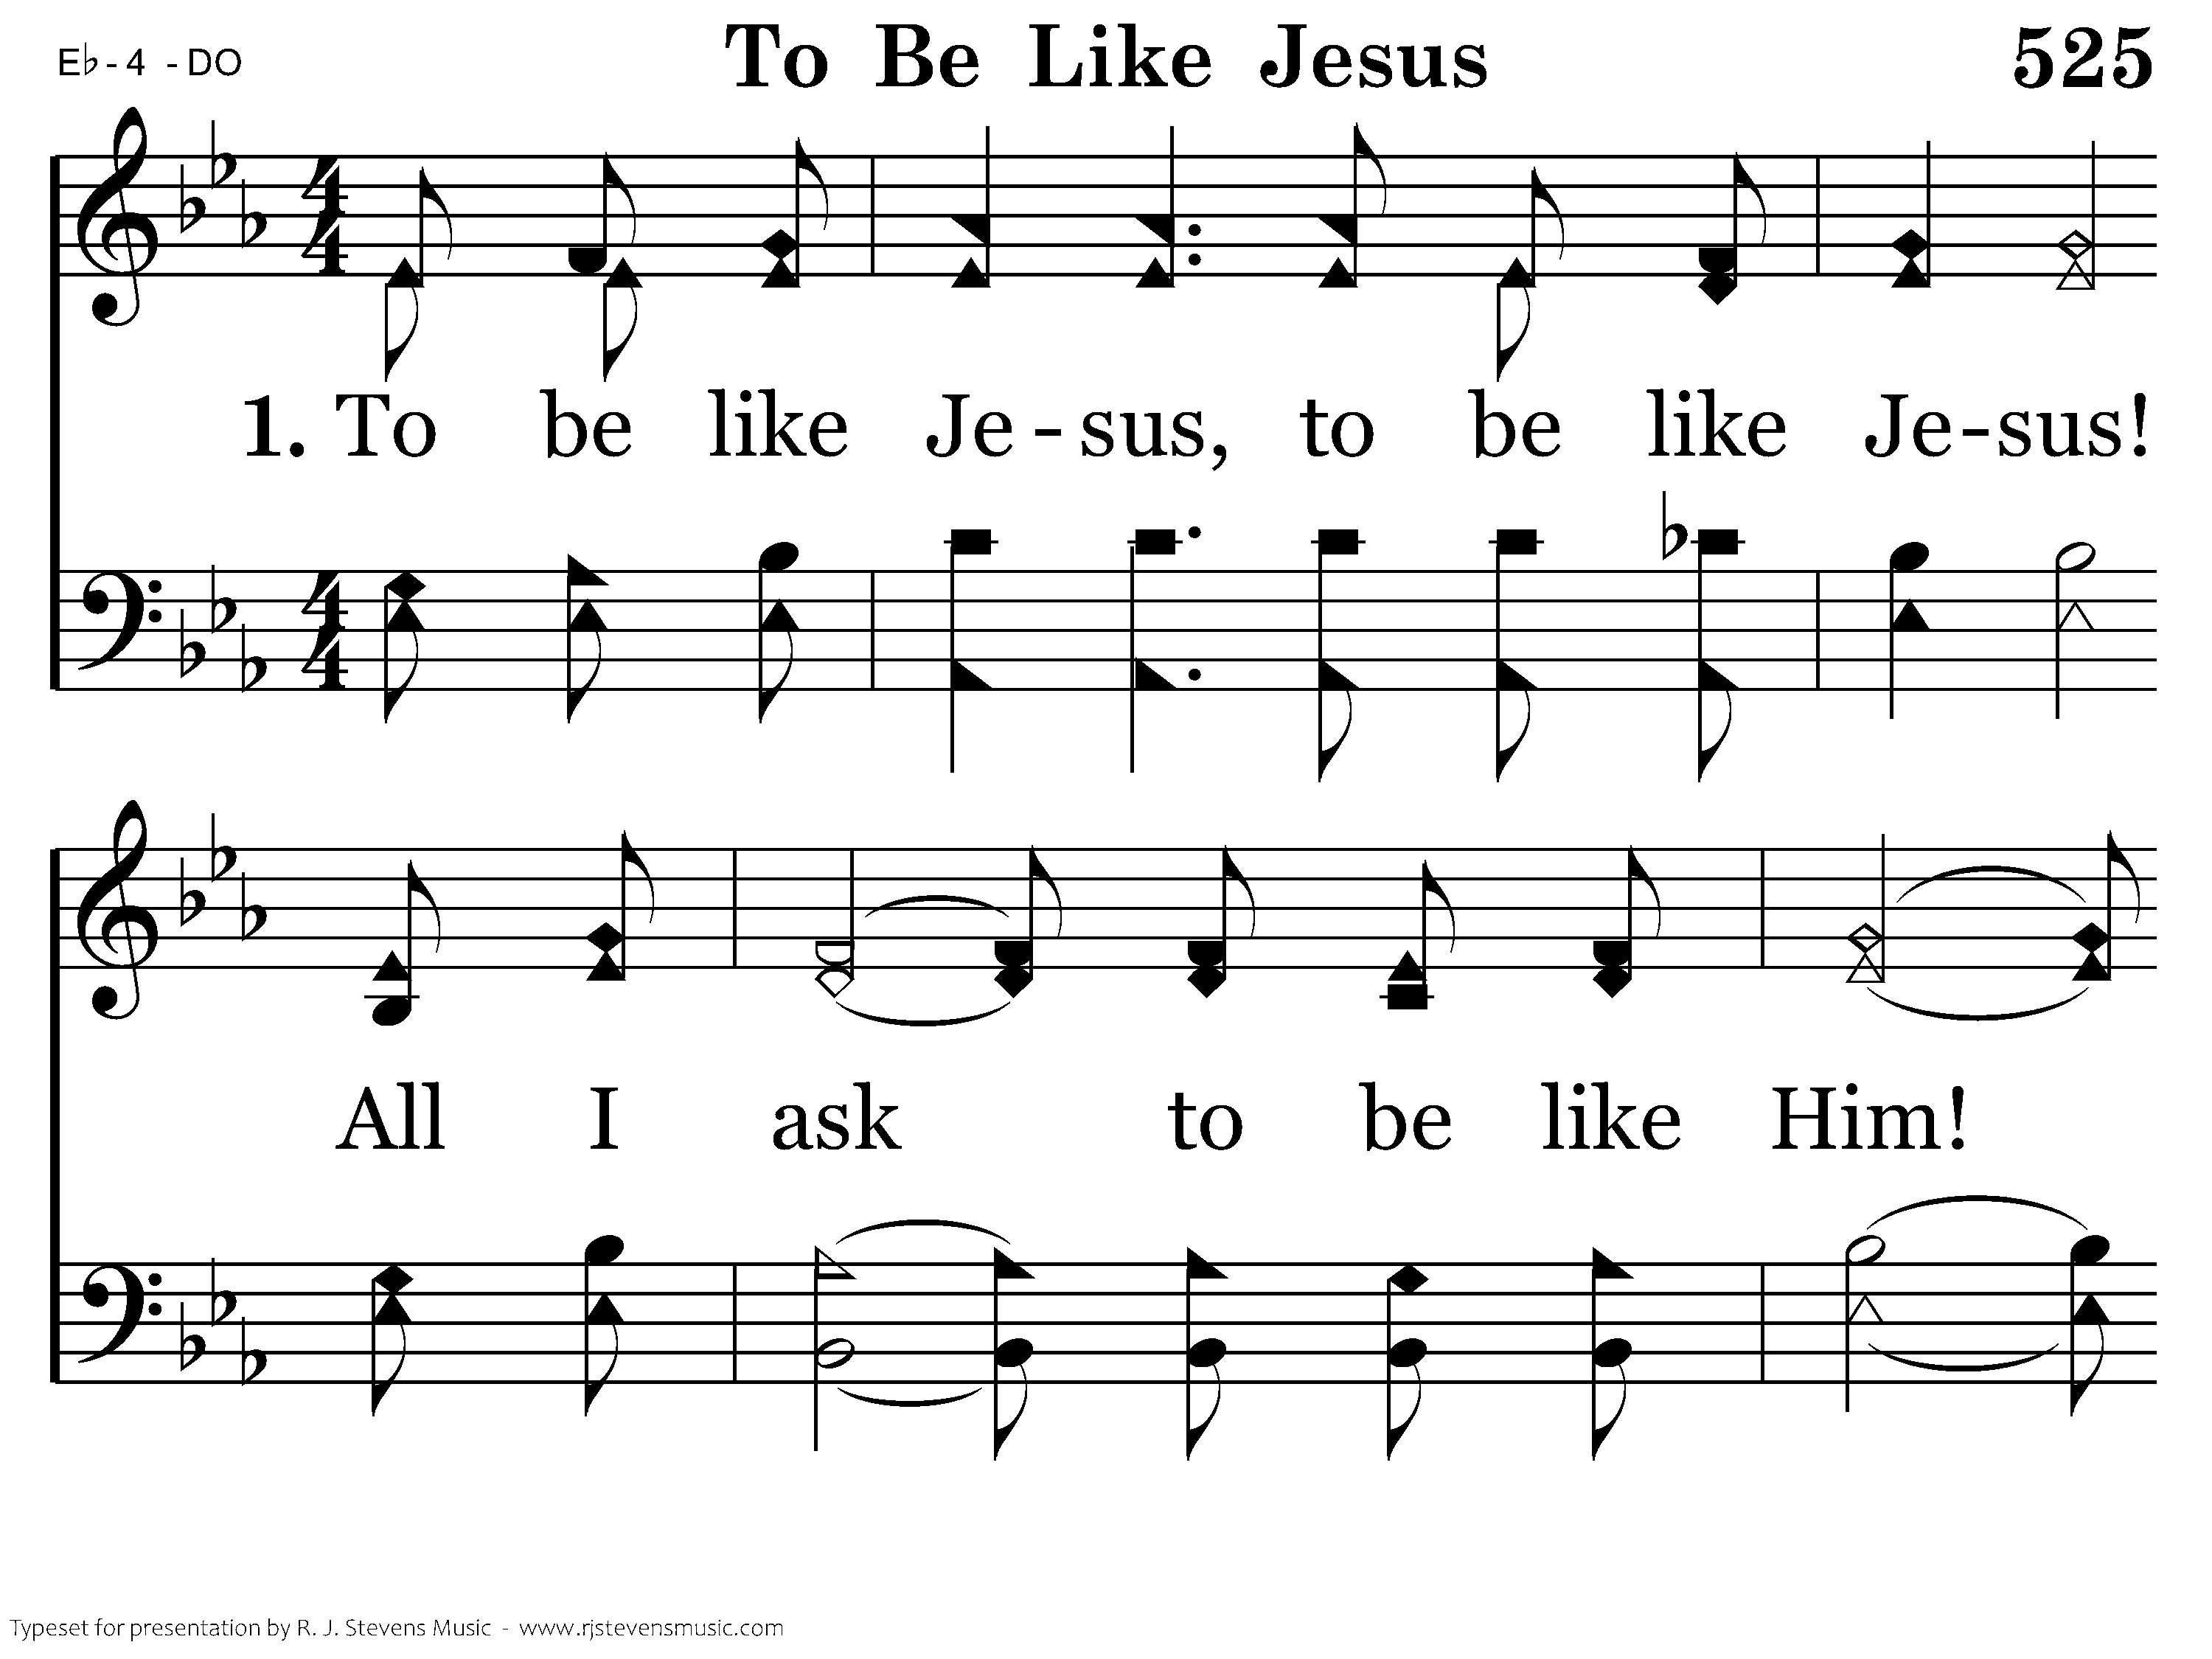 E♭ - 4 - DO To Be Like Jesus 525
1. To be like Je - sus, to be like Je - sus!
All I ask to be like Him!
Typeset for presentation by R. J. Stevens Music - www.rjstevensmusic.com